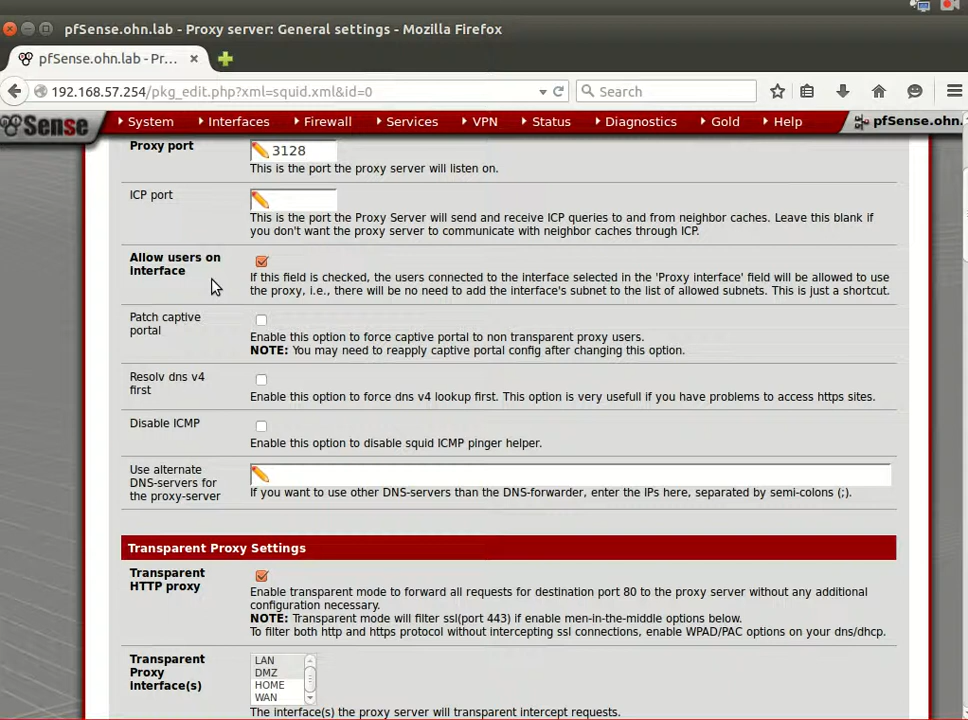 pfSense.ohn.lab - Proxy server: General settings - Mozilla Firefox
pfSense.ohn.lab - Pr...
192.168.57.254/pkg_edit.php?xml=squid.xml&id=0
Search
Sense
System
Interfaces
Firewall
Services
VPN
Status
Diagnostics
Gold
Help
pfSense.ohn.
Proxy port
3128
This is the port the proxy server will listen on.
ICP port
This is the port the Proxy Server will send and receive ICP queries to and from neighbor caches. Leave this blank if
you don't want the proxy server to communicate with neighbor caches through ICP.
Allow users on
interface
If this field is checked, the users connected to the interface selected in the 'Proxy interface' field will be allowed to use
the proxy, i.e., there will be no need to add the interface's subnet to the list of allowed subnets. This is just a shortcut.
Patch captive
portal
Enable this option to force captive portal to non transparent proxy users.
NOTE: You may need to reapply captive portal config after changing this option.
Resolv dns v4
first
Enable this option to force dns v4 lookup first. This option is very usefull if you have problems to access https sites.
Disable ICMP
Enable this option to disable squid ICMP pinger helper.
Use alternate
DNS-servers for
the proxy-server
If you want to use other DNS-servers than the DNS-forwarder, enter the IPs here, separated by semi-colons (;).
Transparent Proxy Settings
Transparent
HTTP proxy
Enable transparent mode to forward all requests for destination port 80 to the proxy server without any additional
configuration necessary.
NOTE: Transparent mode will filter ssl(port 443) if enable men-in-the-middle options below.
To filter both http and https protocol without intercepting ssl connections, enable WPAD/PAC options on your dns/dhcp.
Transparent
Proxy
interface(s)
LAN
DMZ
HOME
WAN
The interface(s) the proxy server will transparent intercept requests.